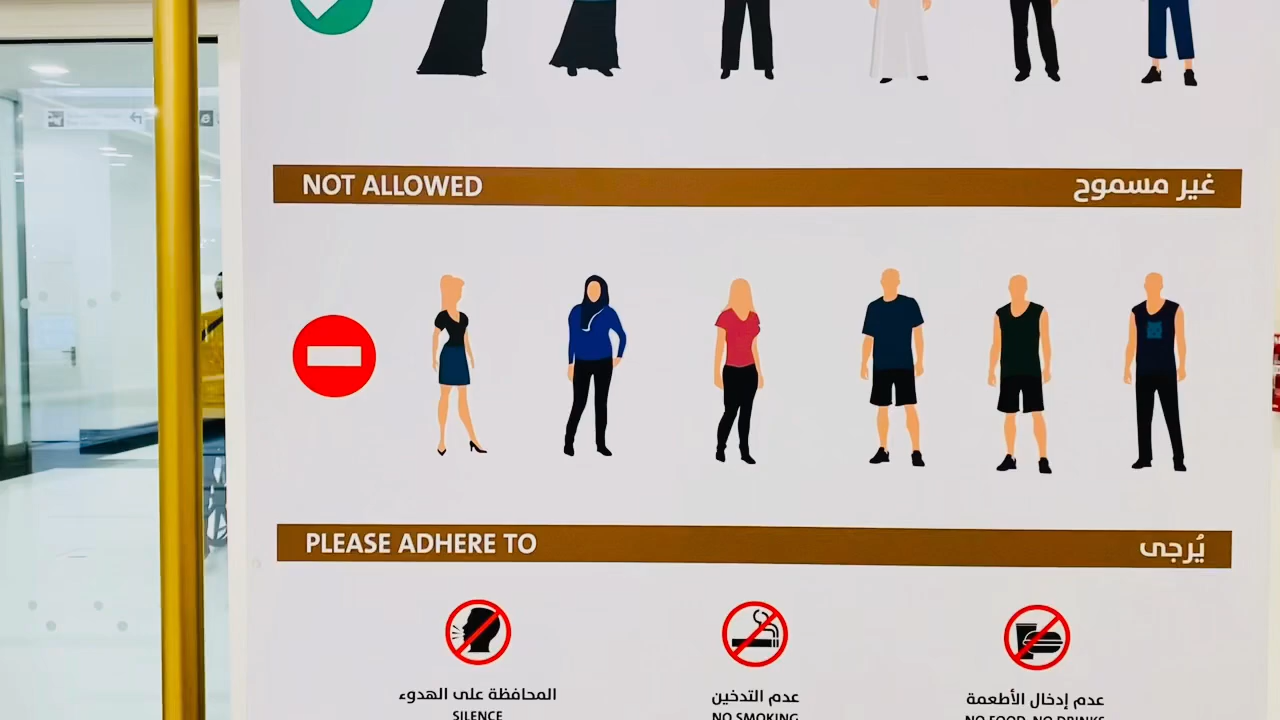 NOT ALLOWED غير مسموح
PLEASE ADHERE TO يُرجى
المحافظة على الهدوء
SILENCE
عدم التدخين
NO SMOKING
عدم إدخال الأطعمة
NO FOOD, NO DRINKS